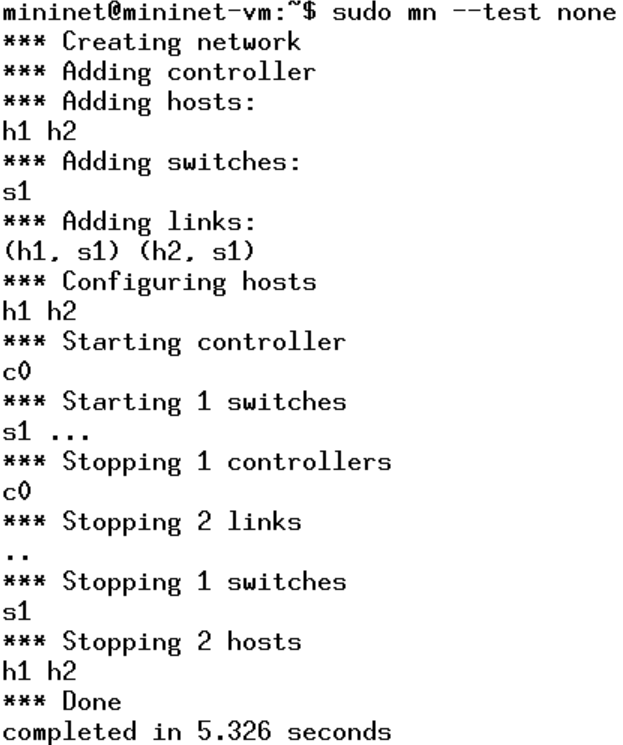 mininet@mininet-vm:~$ sudo mn --test none
*** Creating network
*** Adding controller
*** Adding hosts:
h1 h2
*** Adding switches:
s1
*** Adding links:
(h1, s1) (h2, s1)
*** Configuring hosts
h1 h2
*** Starting controller
c0
*** Starting 1 switches
s1 ...
*** Stopping 1 controllers
c0
*** Stopping 2 links
..
*** Stopping 1 switches
s1
*** Stopping 2 hosts
h1 h2
*** Done
completed in 5.326 seconds